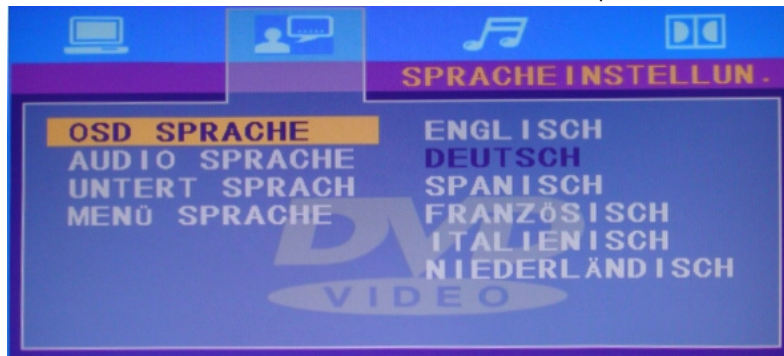 SPRACHEINSTELLUN.
OSD SPRACHE
AUDIO SPRACHE
UNTERT SPRACH
MENÜ SPRACHE
ENGLISCH
DEUTSCH
SPANISCH
FRANZÖSISCH
ITALIENISCH
NIEDERLÄNDISCH
DVD
VIDEO